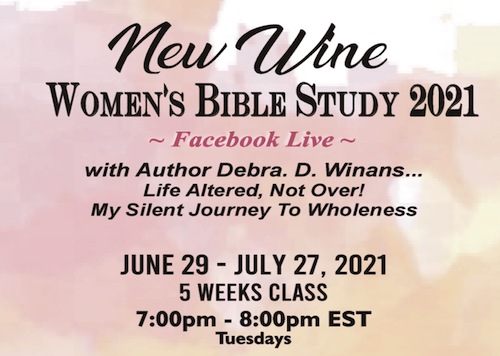 New Wine
WOMEN'S BIBLE STUDY 2021
~ Facebook Live ~
with Author Debra. D. Winans...
Life Altered, Not Over!
My Silent Journey To Wholeness
JUNE 29 - JULY 27, 2021
5 WEEKS CLASS
7:00pm - 8:00pm EST
Tuesdays